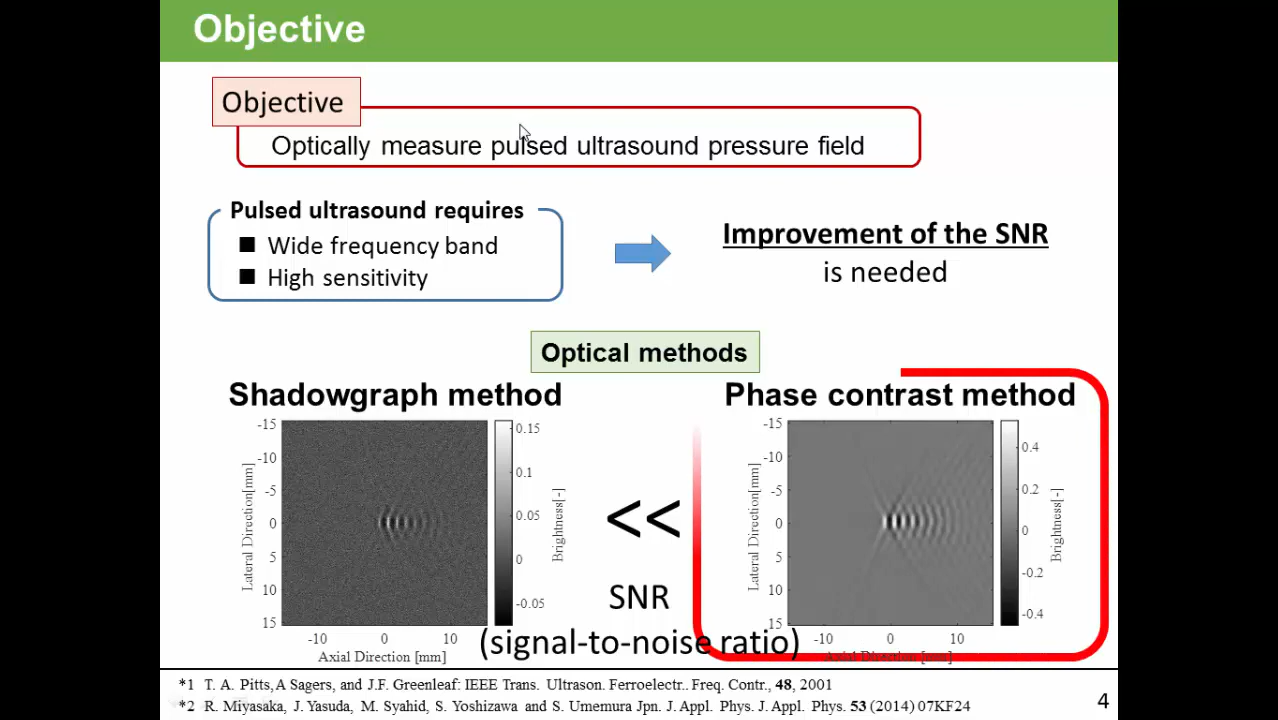 Objective
Objective
Optically measure pulsed ultrasound pressure field
Pulsed ultrasound requires
■ Wide frequency band
■ High sensitivity
Improvement of the SNR
is needed
Optical methods
Shadowgraph method
Phase contrast method
-15
-10
-5
0
5
10
15
Lateral Direction[mm]
-10 0 10
Axial Direction [mm]
0.15
0.1
0.05
0
-0.05
Brightness[-]
<<
SNR
(signal-to-noise ratio)
-15
-10
-5
0
5
10
15
Lateral Direction[mm]
-10 0 10
Axial Direction [mm]
0.4
0.2
0
-0.2
-0.4
Brightness[-]
*1 T. A. Pitts,A Sagers, and J.F. Greenleaf: IEEE Trans. Ultrason. Ferroelectr.. Freq. Contr., 48, 2001
*2 R. Miyasaka, J. Yasuda, M. Syahid, S. Yoshizawa and S. Umemura Jpn. J. Appl. Phys. J. Appl. Phys. 53 (2014) 07KF24
4